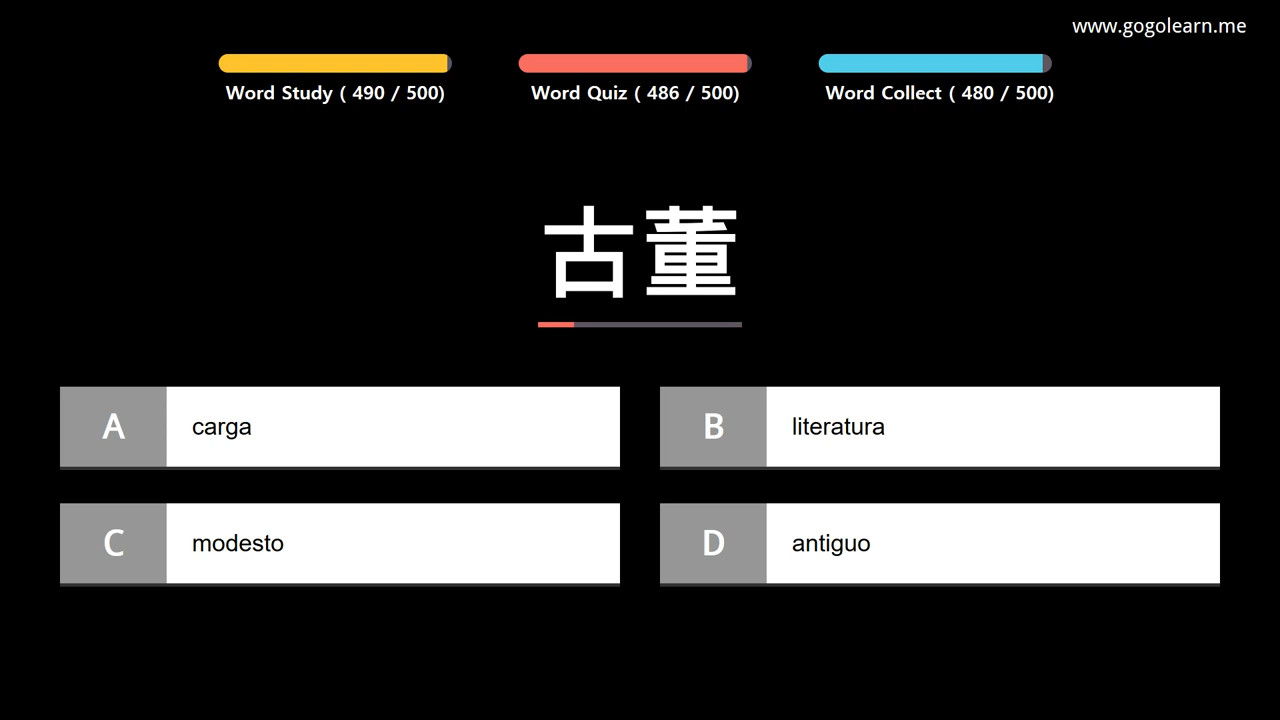 www.gogolearn.me
Word Study ( 490 / 500)
Word Quiz ( 486 / 500)
Word Collect ( 480 / 500)
古董
A carga
B literatura
C modesto
D antiguo